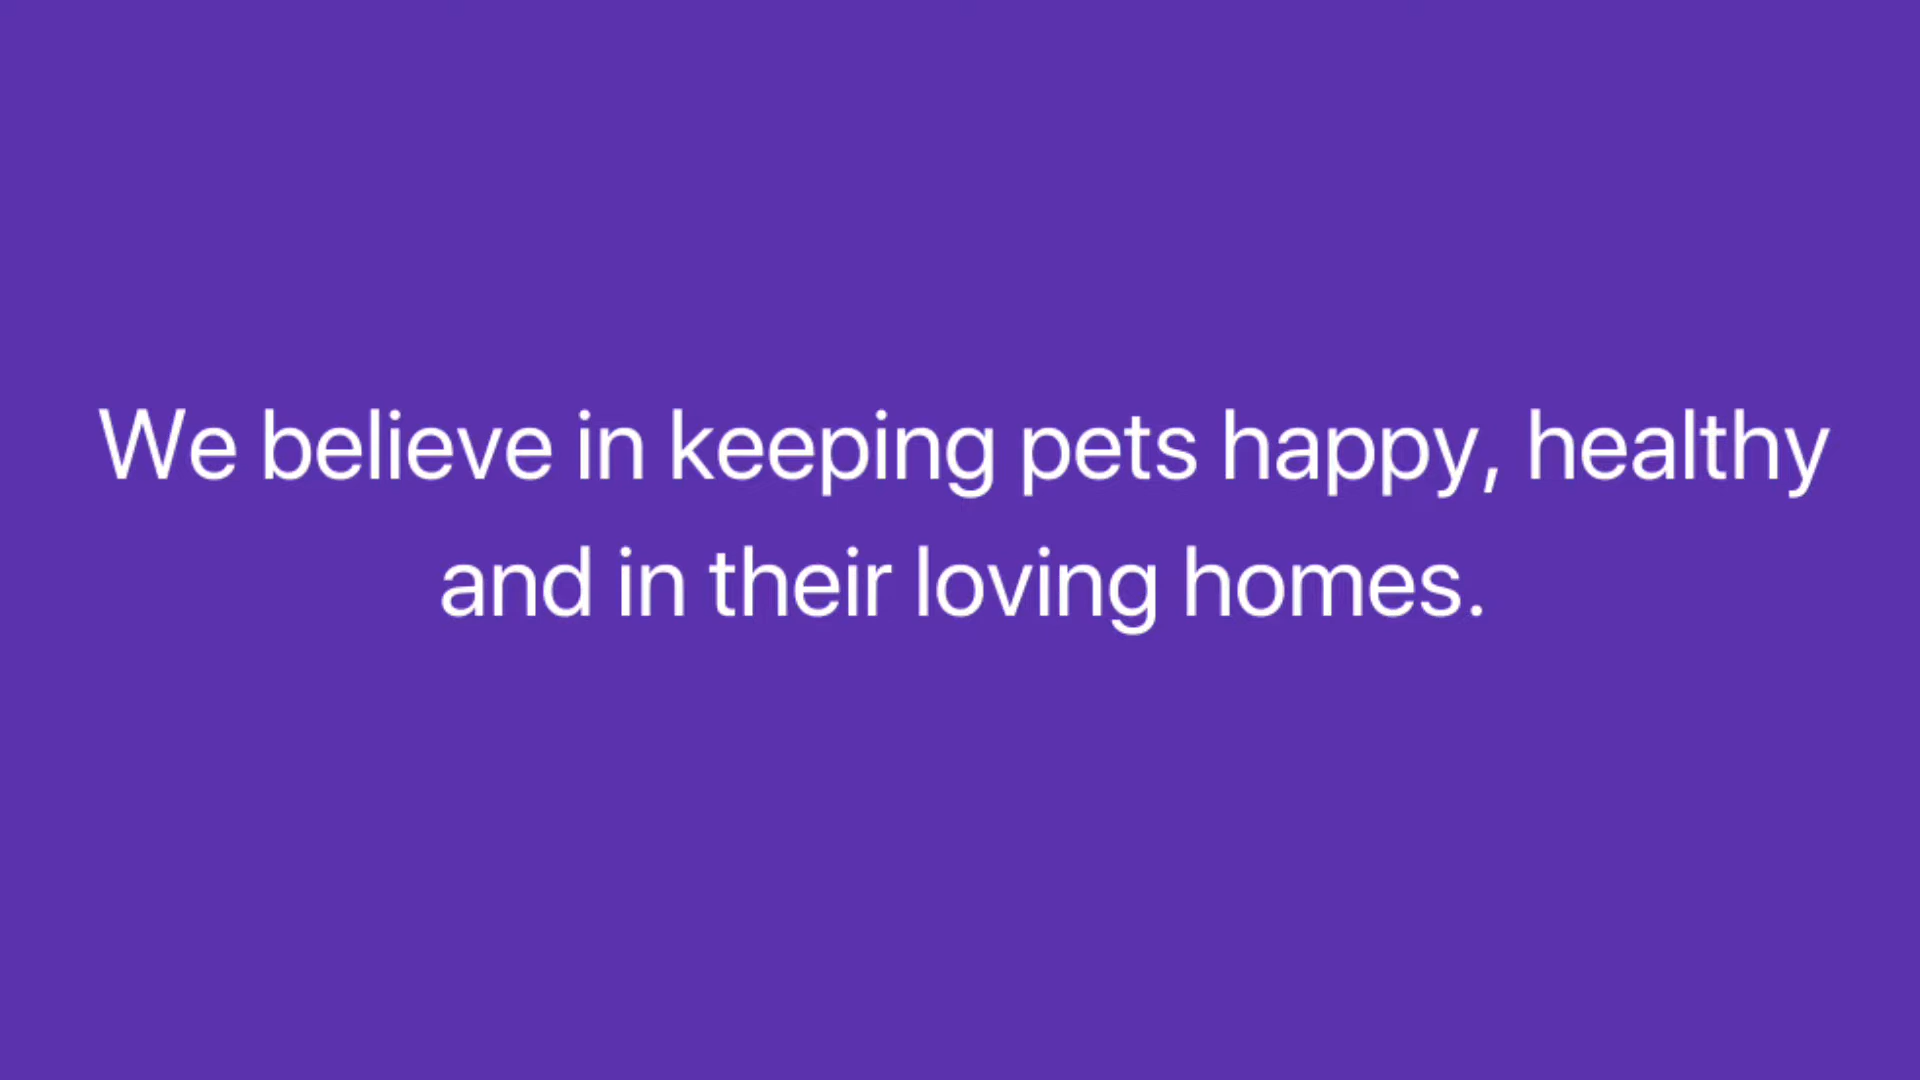 We believe in keeping pets happy, healthy
and in their loving homes.